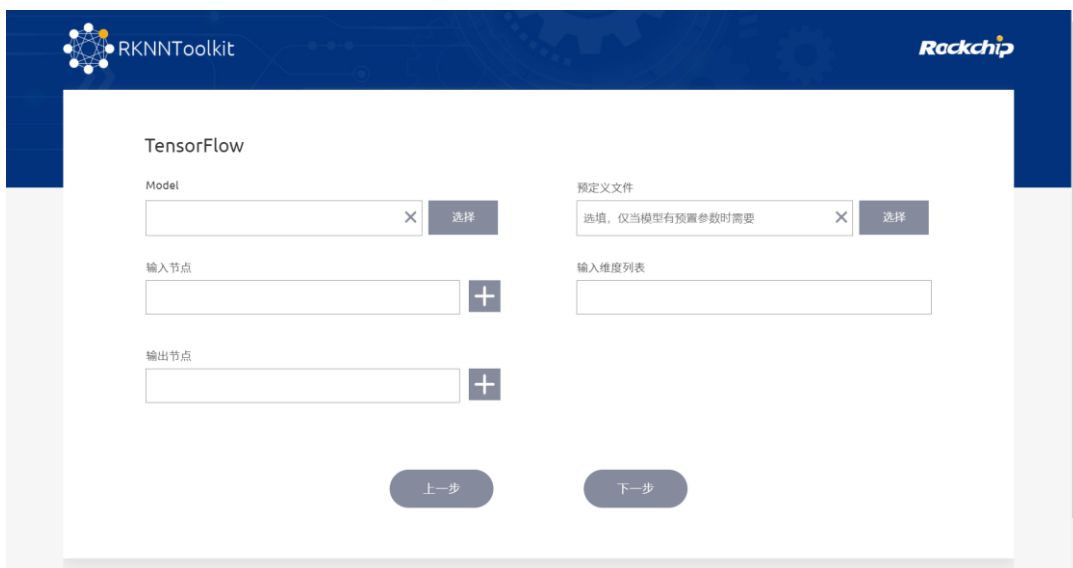 RKNNToolkit
Rockchip
TensorFlow
Model
选择
预定义文件
选填，仅当模型有预置参数时需要
选择
输入节点
输入维度列表
输出节点
上一步
下一步